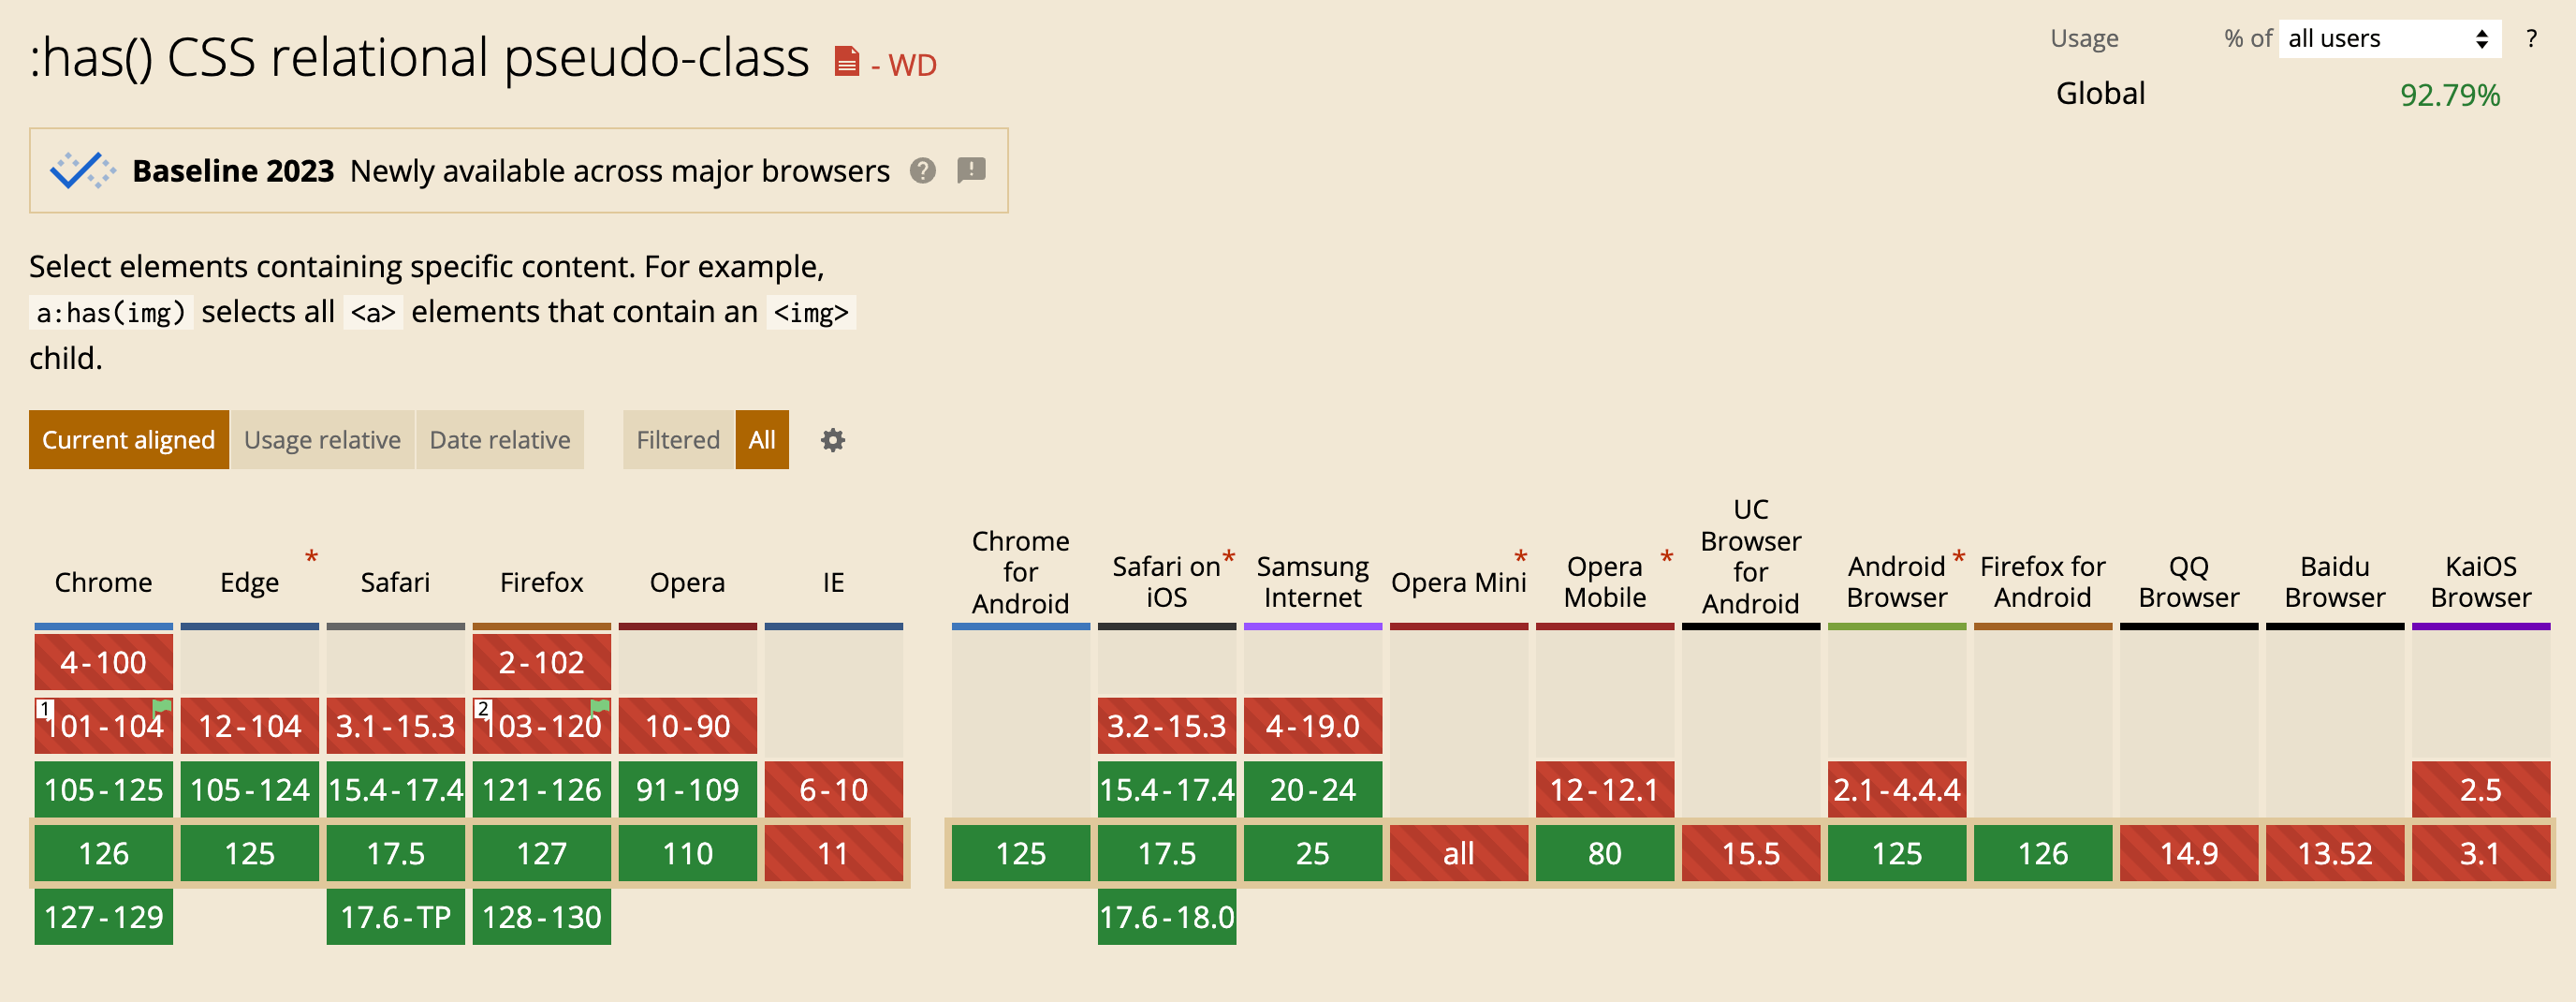 :has() CSS relational pseudo-class - WD
Usage % of all users ?
Global 92.79%
Baseline 2023 Newly available across major browsers ? !
Select elements containing specific content. For example,
a:has(img) selects all <a> elements that contain an <img>
child.
Current aligned Usage relative Date relative Filtered All
Chrome Edge * Safari Firefox Opera IE Chrome for Android Safari on iOS * Samsung Internet Opera Mini * Opera Mobile * UC Browser for Android Android Browser * Firefox for Android QQ Browser Baidu Browser KaiOS Browser
4-100 2-102
1 101-104 12-104 3.1-15.3 2 103-120 10-90 3.2-15.3 4-19.0
105-125 105-124 15.4-17.4 121-126 91-109 6-10 15.4-17.4 20-24 12-12.1 2.1-4.4.4 2.5
126 125 17.5 127 110 11 125 17.5 25 all 80 15.5 125 126 14.9 13.52 3.1
127-129 17.6-TP 128-130 17.6-18.0